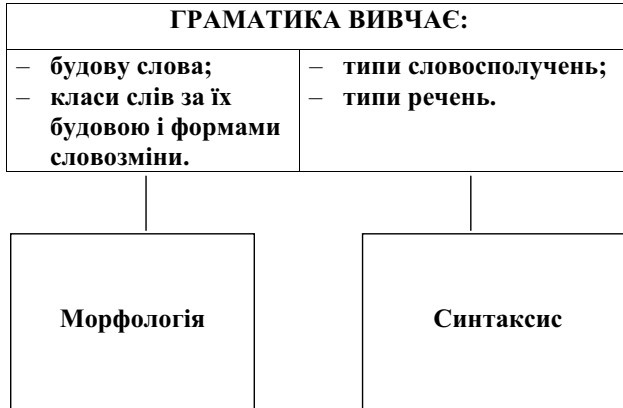 ГРАМАТИКА ВИВЧАЄ:
– будову слова;
– класи слів за їх
будовою і формами
словозміни.
– типи словосполучень;
– типи речень.
Морфологія
Синтаксис